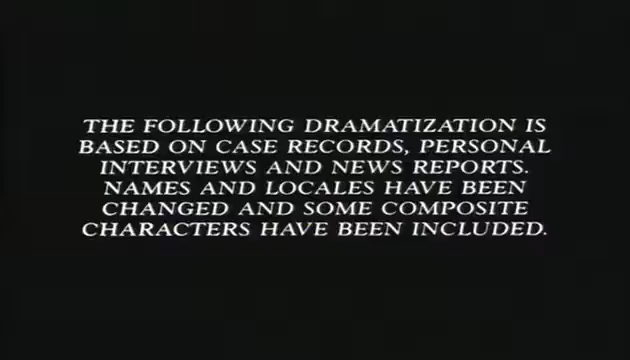 THE FOLLOWING DRAMATIZATION IS
BASED ON CASE RECORDS, PERSONAL
INTERVIEWS AND NEWS REPORTS.
NAMES AND LOCALES HAVE BEEN
CHANGED AND SOME COMPOSITE
CHARACTERS HAVE BEEN INCLUDED.